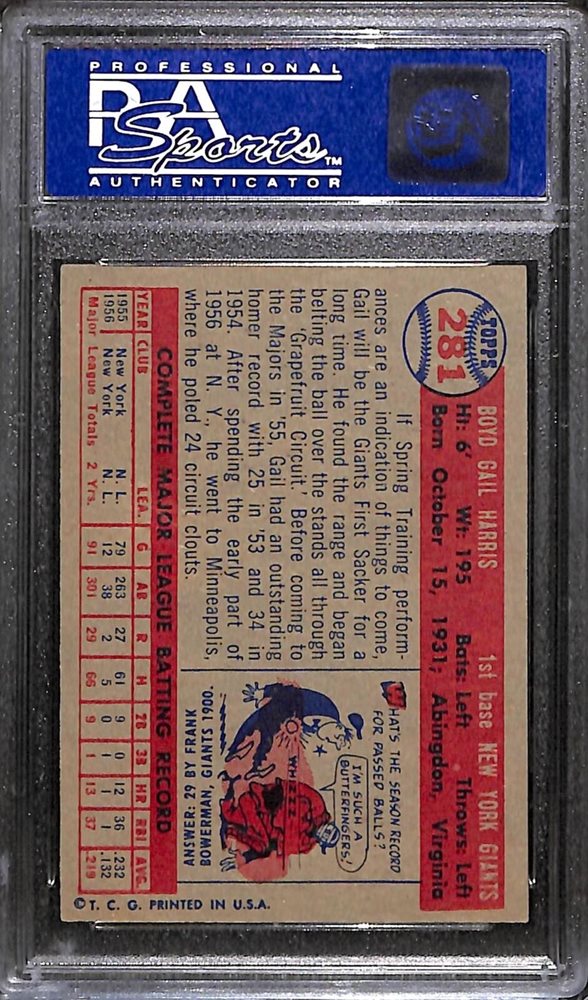 PROFESSIONAL
PSA
Sports™
AUTHENTICATOR
TOPPS
281
BOYD GAIL HARRIS 1st base NEW YORK GIANTS
Ht: 6' Wt: 195 Bats: Left Throws: Left
Born October 15, 1931; Abingdon, Virginia
If Spring Training perform-
ances are an indication of things to come,
Gail will be the Giants First Sacker for a
long time. He found the range and began
belting the ball over the stands all through
the 'Grapefruit Circuit.' Before coming to
the Majors in '55, Gail had an outstanding
homer record with 25 in '53 and 34 in
1954. After spending the early part of
1956 at N. Y., he went to Minneapolis,
where he poled 24 circuit clouts.
WHAT'S THE SEASON RECORD
FOR PASSED BALLS?
I'M SUCH A
BUTTERFINGERS!
WHIZZZ
ANSWER: 29 BY FRANK
BOWERMAN, GIANTS 1900.
COMPLETE MAJOR LEAGUE BATTING RECORD
YEAR CLUB LEA. G AB R H 2B 3B HR RBI AVG.
1955 New York N. L. 79 263 27 61 9 0 12 36 .232
1956 New York N. L. 12 38 2 5 0 1 1 1 .132
Major League Totals 2 Yrs. 91 301 29 66 9 1 13 37 .219
© T. C. G. PRINTED IN U.S.A.